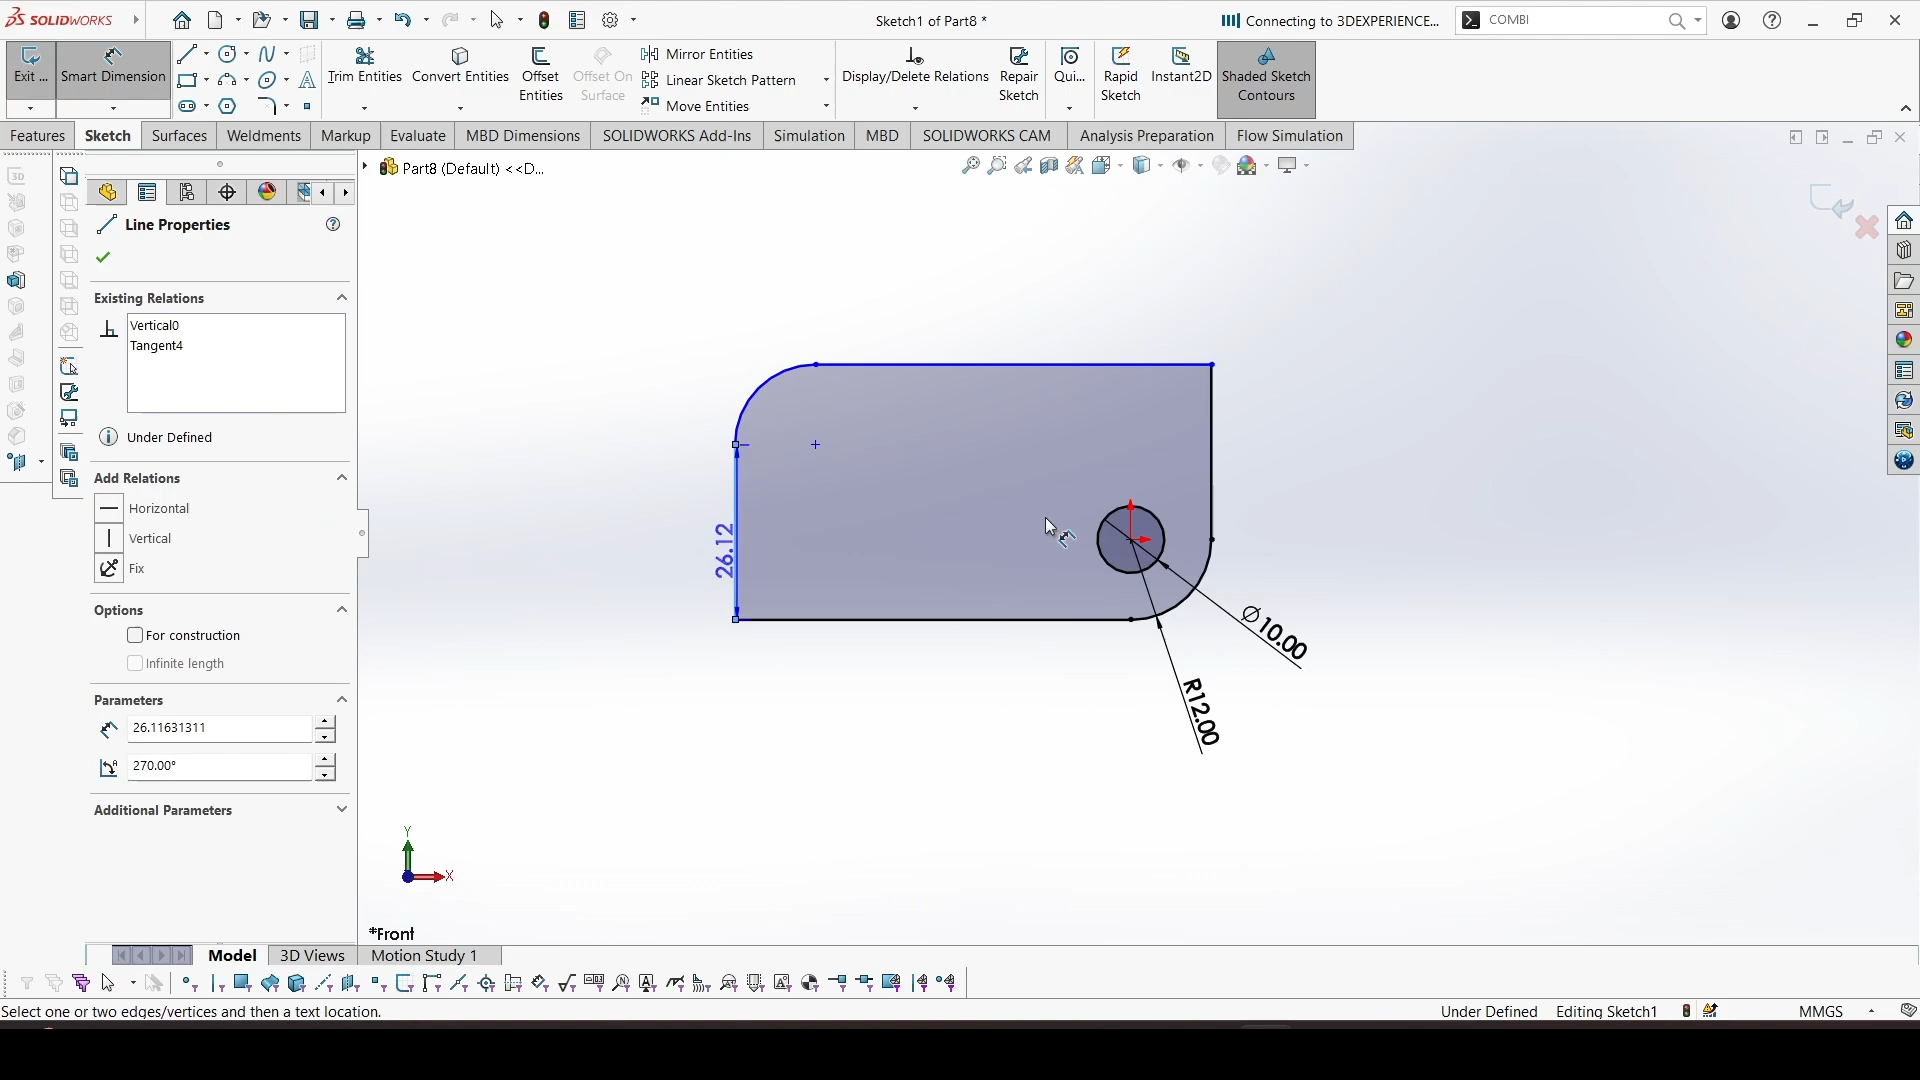 SOLIDWORKS
Sketch1 of Part8 *
Connecting to 3DEXPERIENCE...
COMBI
Exit ...
Smart Dimension
Trim Entities
Convert Entities
Offset Entities
Offset On Surface
Mirror Entities
Linear Sketch Pattern
Move Entities
Display/Delete Relations
Repair Sketch
Qui...
Rapid Sketch
Instant2D
Shaded Sketch Contours
Features
Sketch
Surfaces
Weldments
Markup
Evaluate
MBD Dimensions
SOLIDWORKS Add-Ins
Simulation
MBD
SOLIDWORKS CAM
Analysis Preparation
Flow Simulation
Part8 (Default) <<D...
Line Properties
Existing Relations
Vertical0
Tangent4
Under Defined
Add Relations
Horizontal
Vertical
Fix
Options
For construction
Infinite length
Parameters
26.11631311
270.00°
Additional Parameters
26.12
∅10.00
R12.00
Y
X
*Front
Model
3D Views
Motion Study 1
Select one or two edges/vertices and then a text location.
Under Defined
Editing Sketch1
MMGS